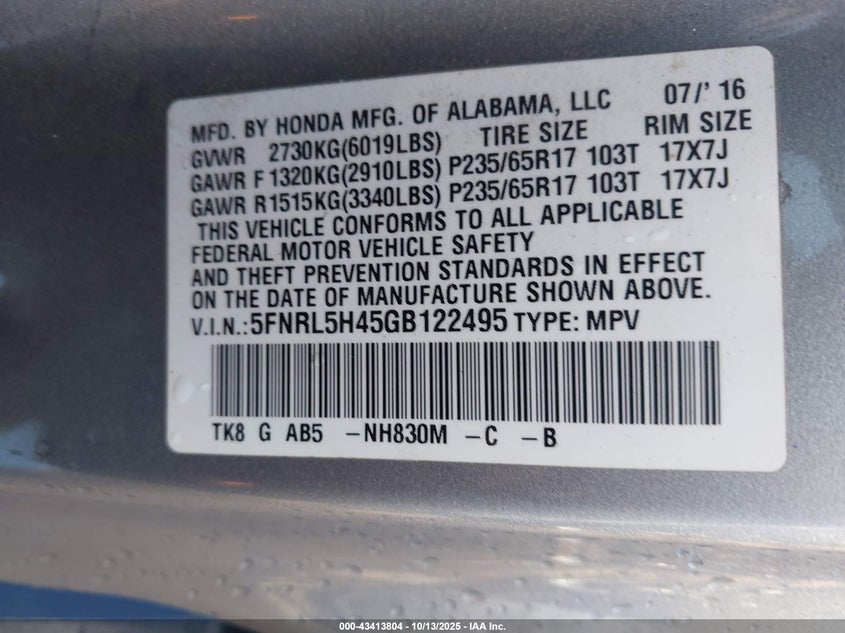 MFD. BY HONDA MFG. OF ALABAMA, LLC 07/' 16
GVWR 2730KG(6019LBS) TIRE SIZE RIM SIZE
GAWR F 1320KG(2910LBS) P235/65R17 103T 17X7J
GAWR R1515KG(3340LBS) P235/65R17 103T 17X7J
THIS VEHICLE CONFORMS TO ALL APPLICABLE
FEDERAL MOTOR VEHICLE SAFETY
AND THEFT PREVENTION STANDARDS IN EFFECT
ON THE DATE OF MANUFACTURE SHOWN ABOVE.
V.I.N.:5FNRL5H45GB122495 TYPE: MPV
TK8 G AB5 -NH830M -C -B
000-43413804 | 10/13/2025 | IAA Inc.